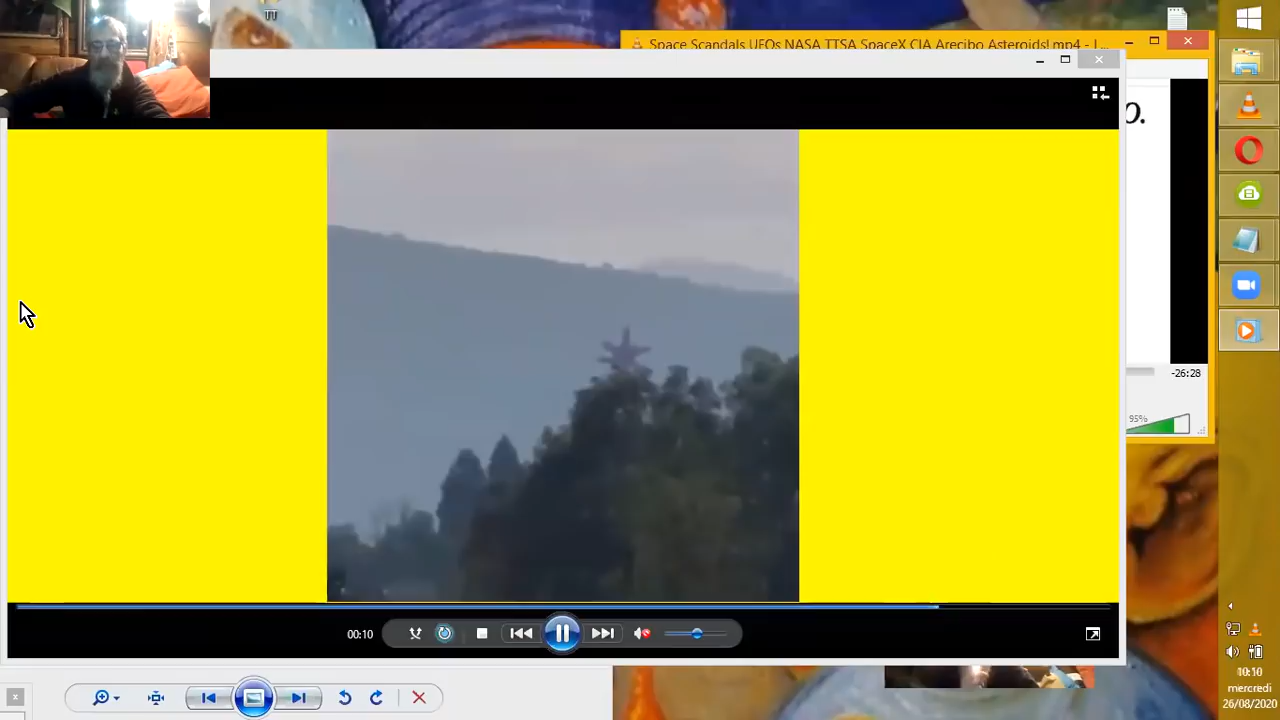 TT
Space Scandals UFOs NASA TTSA SpaceX CIA Arecibo Asteroids!.mp4 - L...
O.
-26:28
95%
00:10
10:10
mercredi
26/08/2020